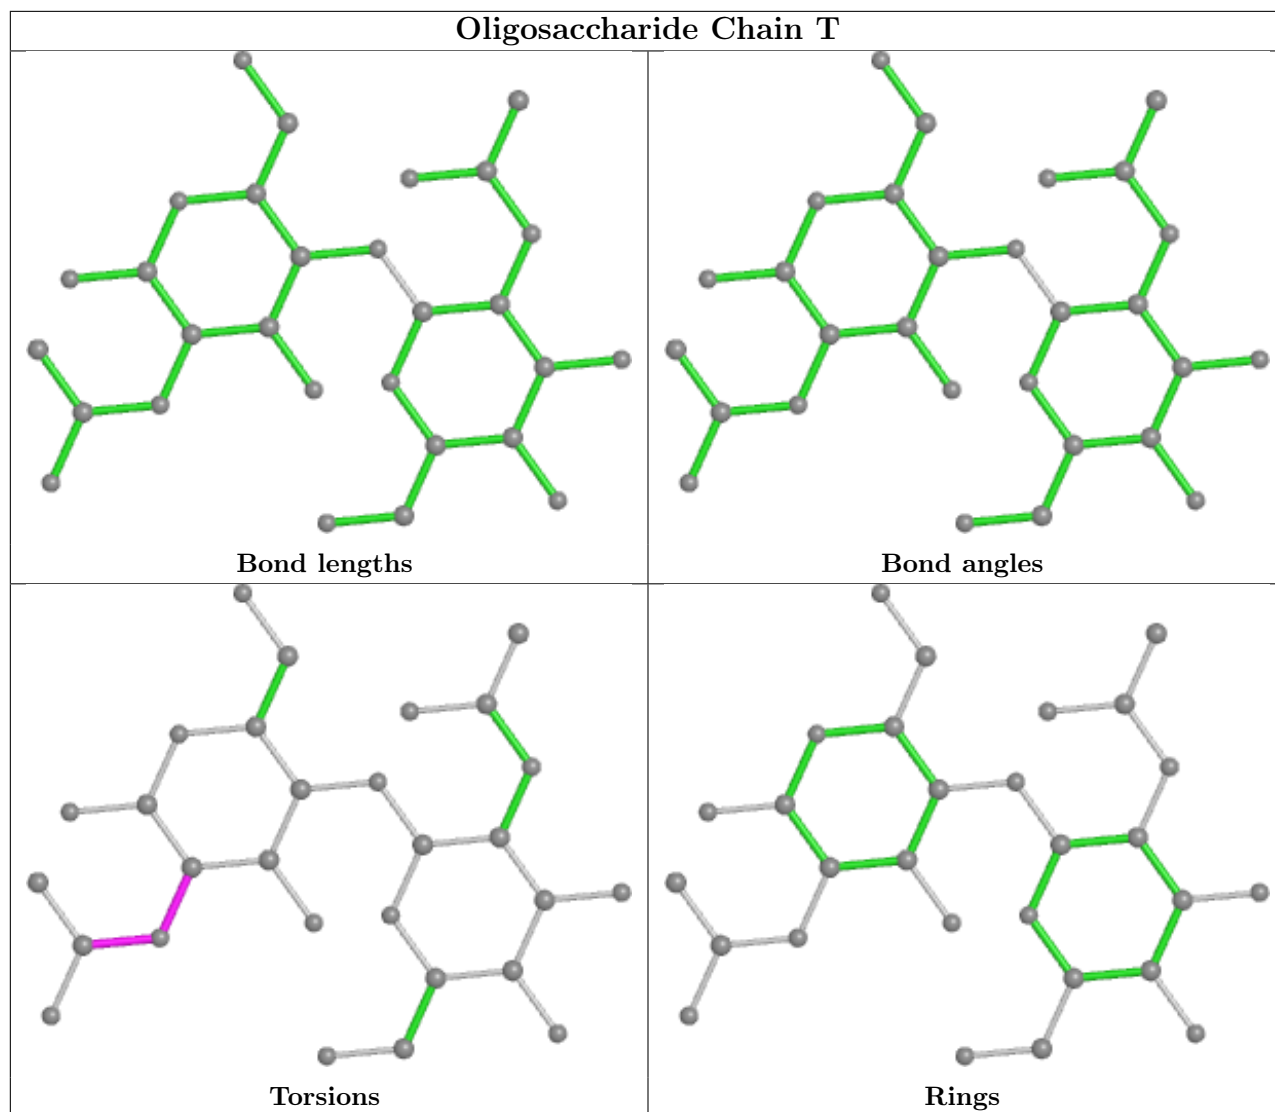 Oligosaccharide Chain T
Bond lengths
Bond angles
Torsions
Rings